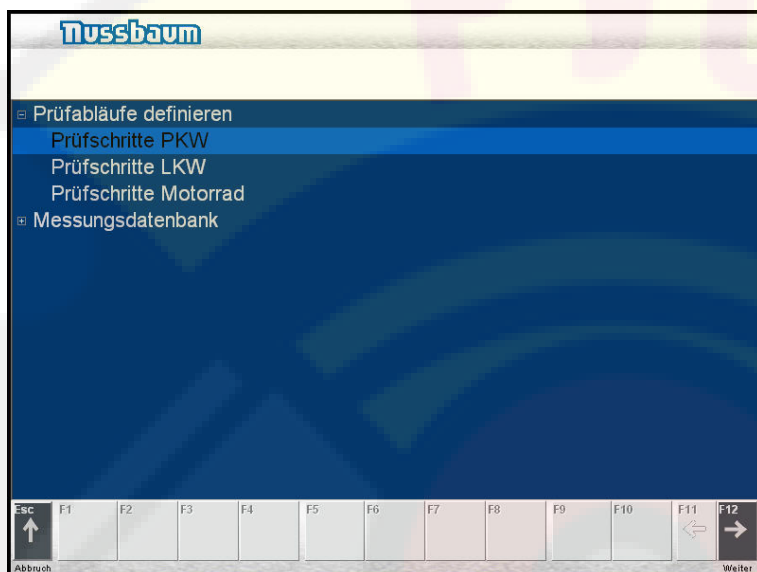 Nussbaum
Prüfabläufe definieren
Prüfschritte PKW
Prüfschritte LKW
Prüfschritte Motorrad
Messungsdatenbank
Esc F1 F2 F3 F4 F5 F6 F7 F8 F9 F10 F11 F12
Abbruch Weiter